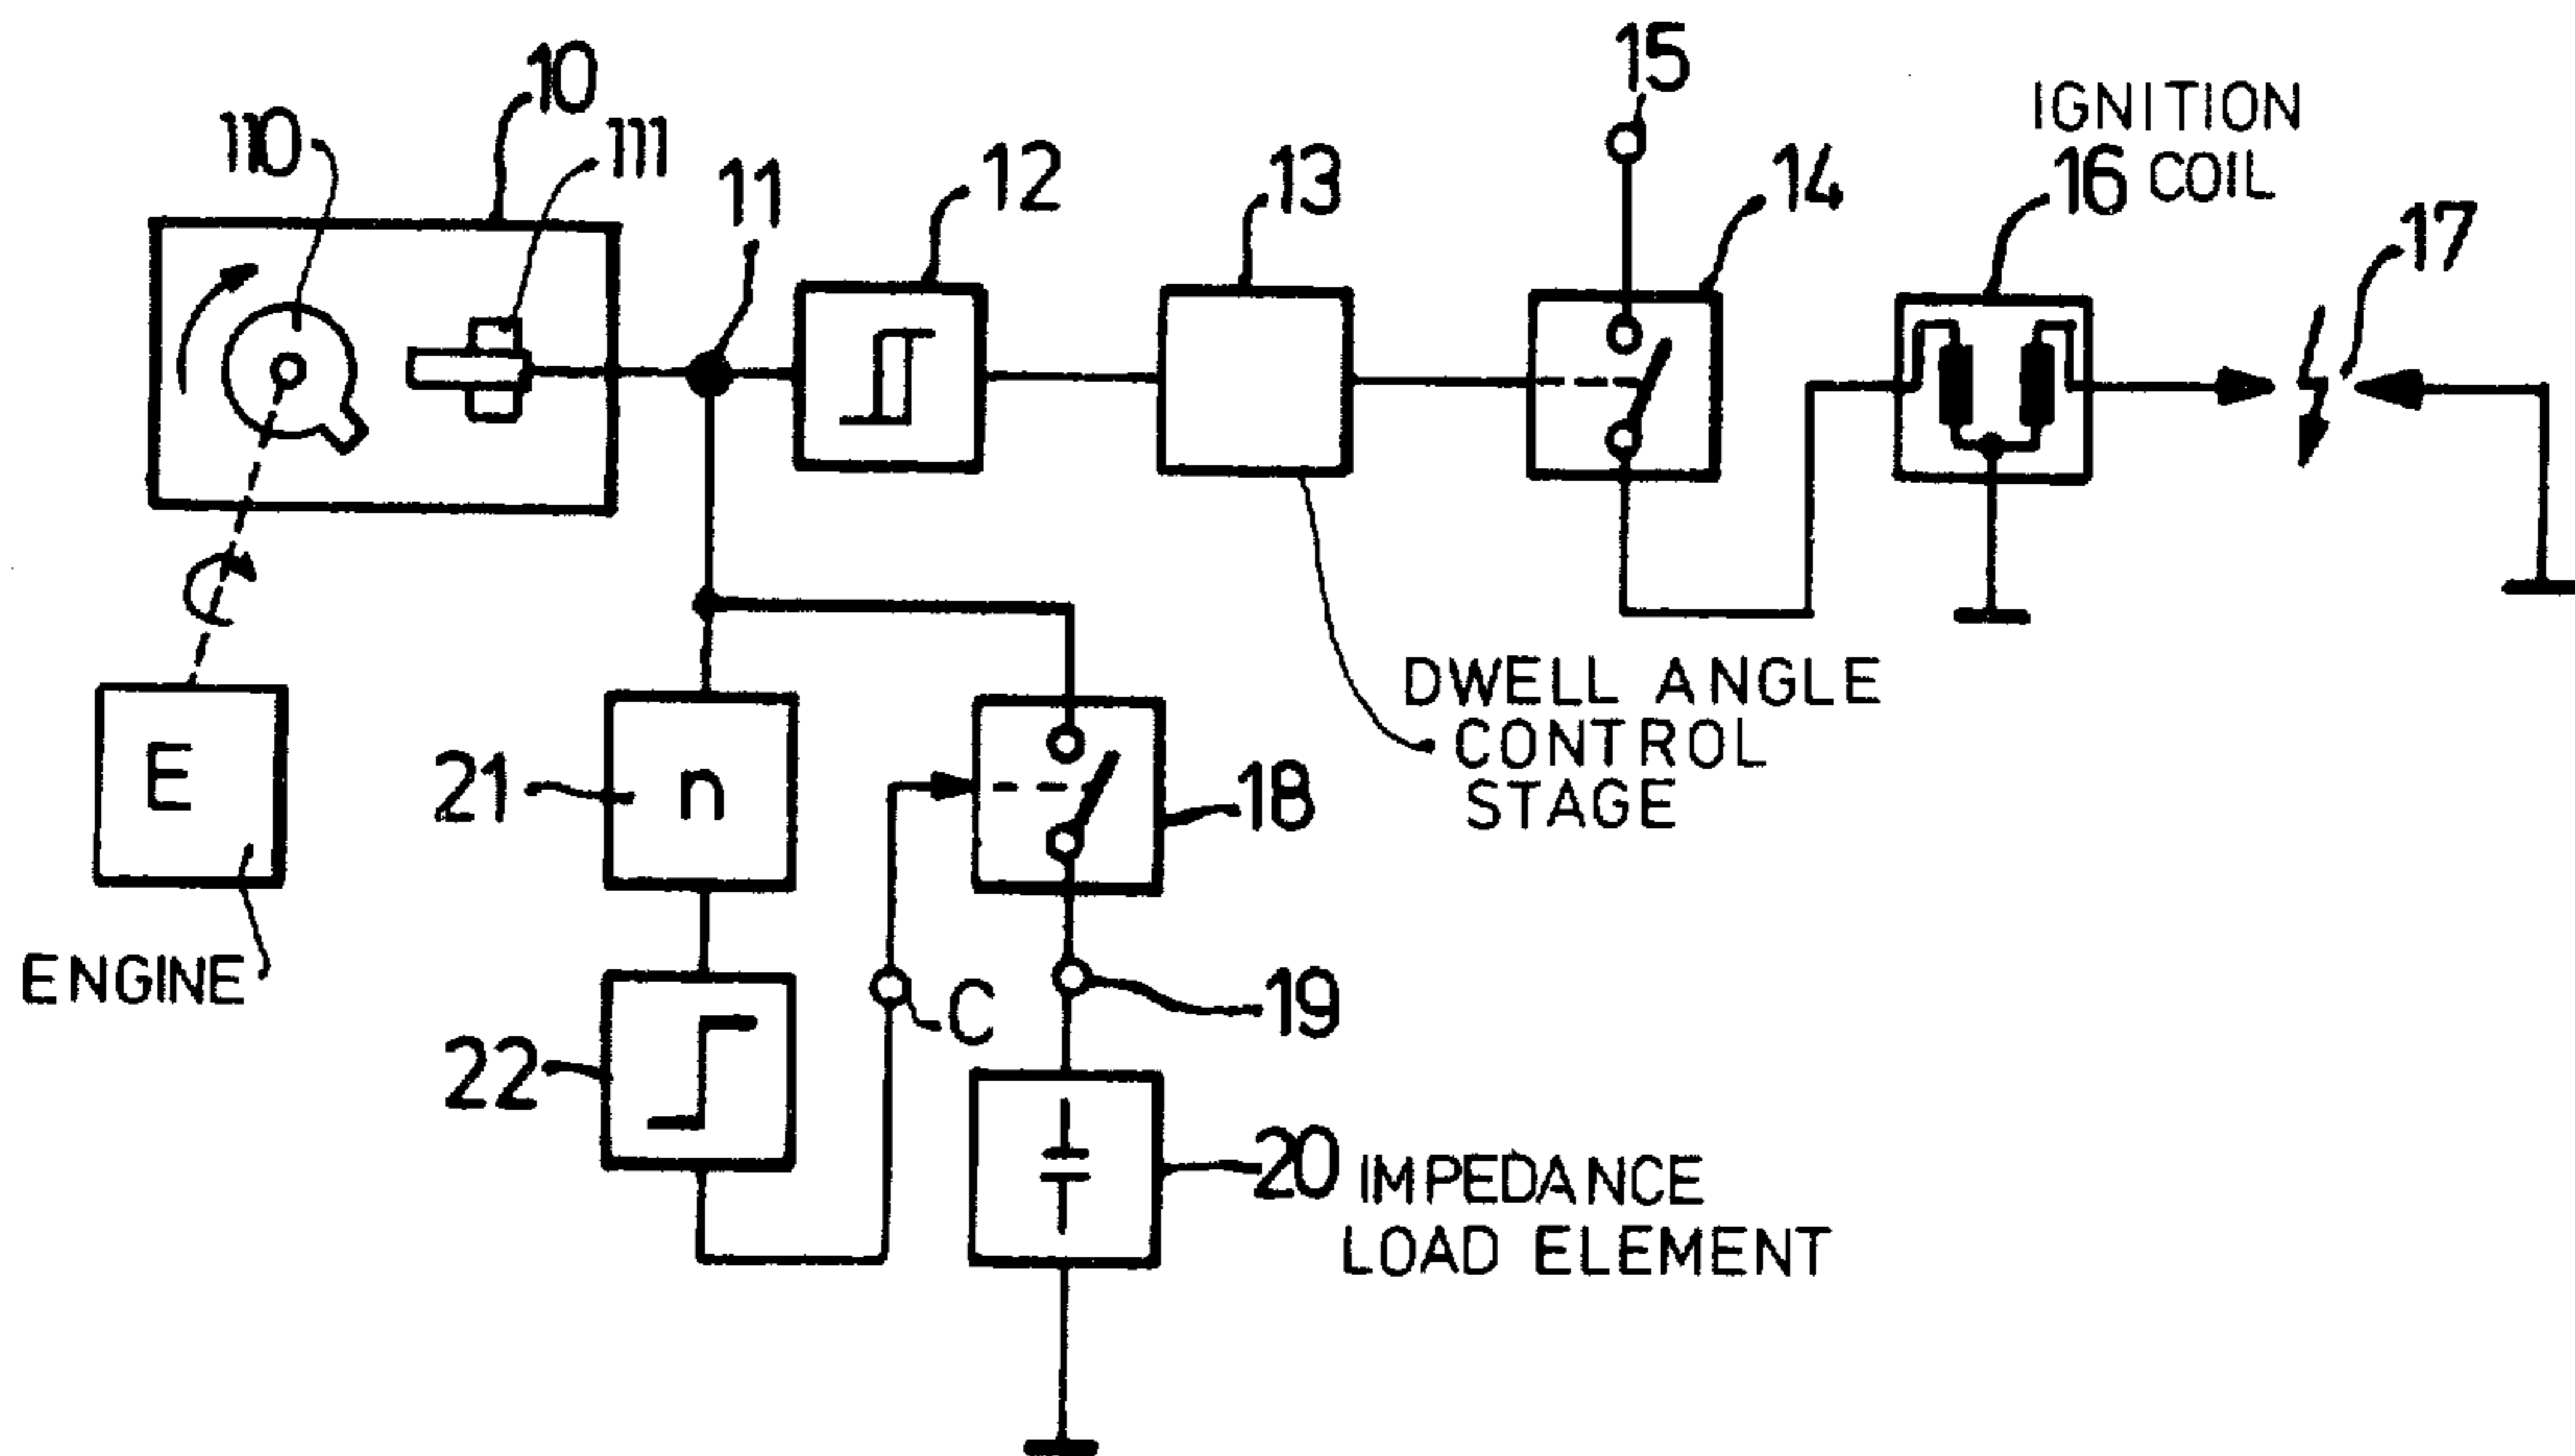 15
10
IGNITION
16 COIL
110
111
11
12
13
14
17
DWELL ANGLE
CONTROL
STAGE
E
21
n
18
ENGINE
C
19
22
20 IMPEDANCE
LOAD ELEMENT